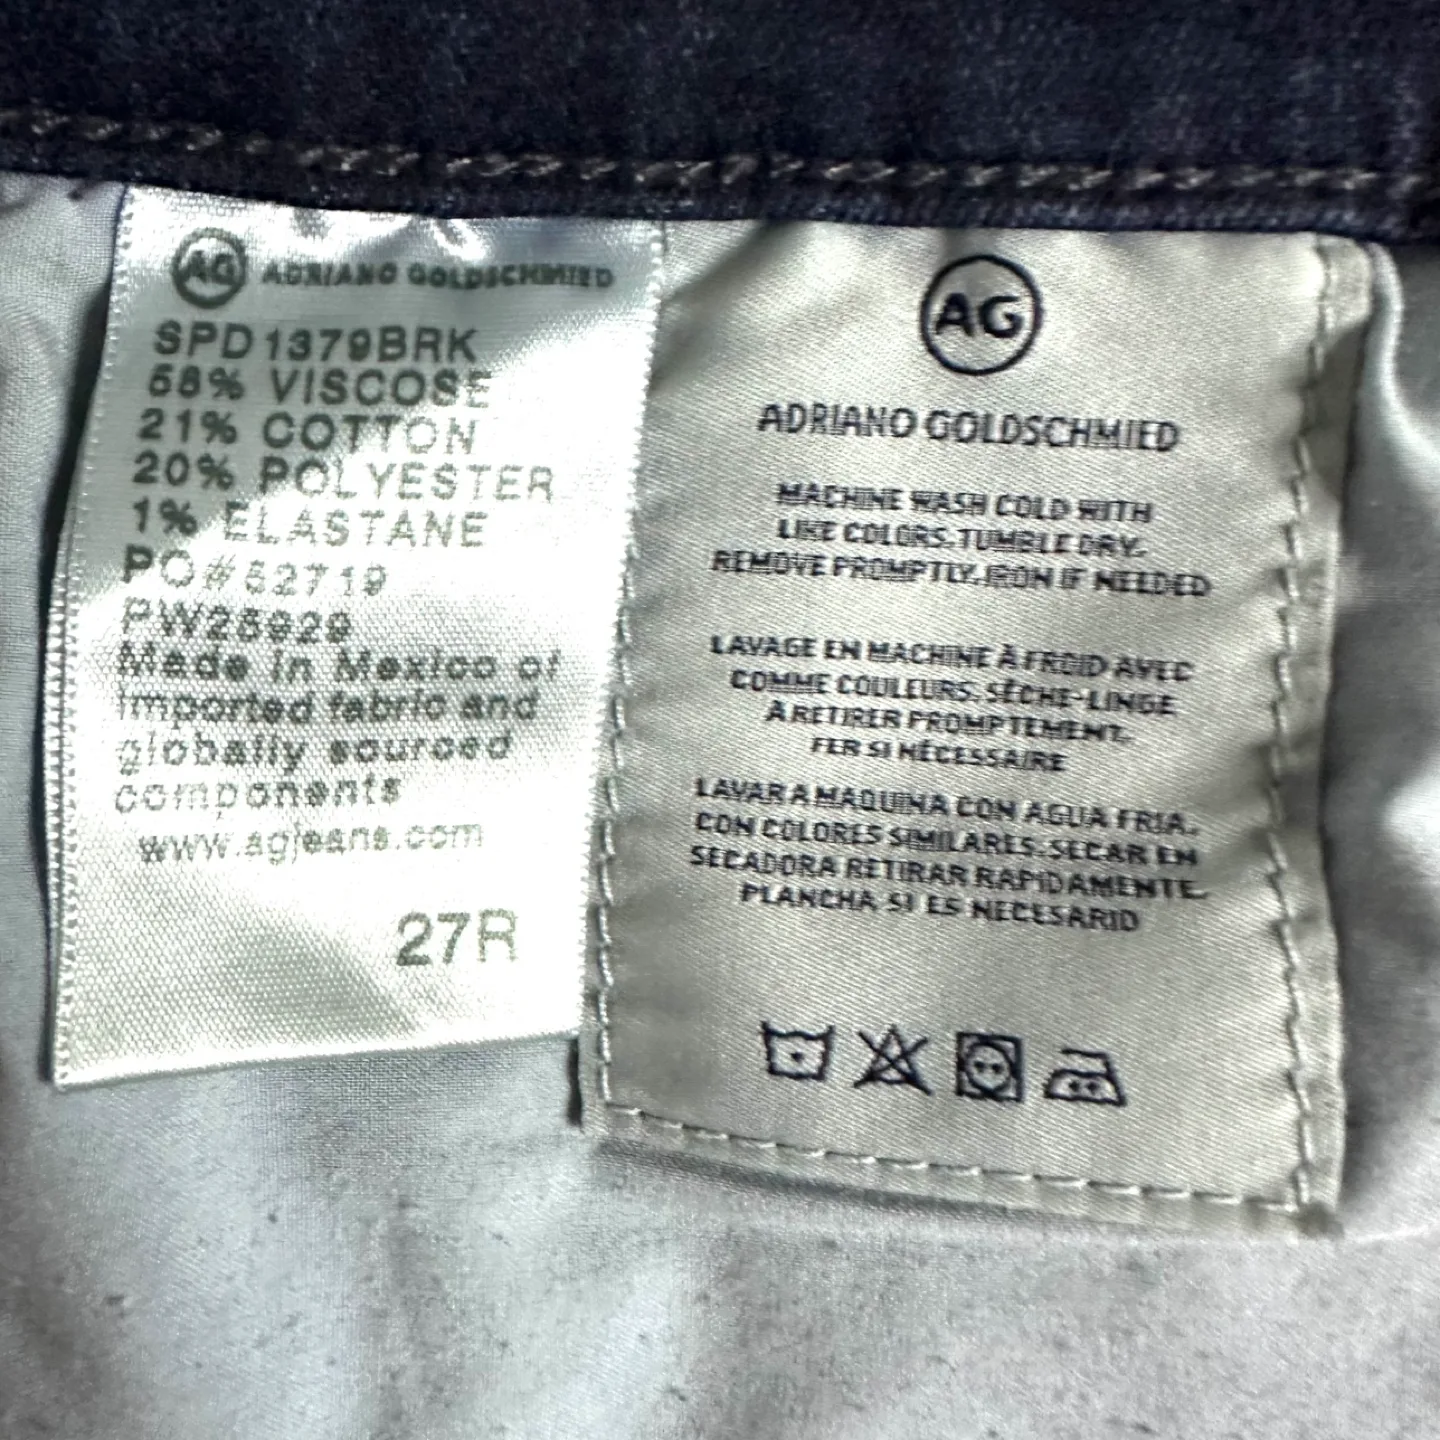 AG ADRIANO GOLDSCHMIED
SPD1379BRK
58% VISCOSE
21% COTTON
20% POLYESTER
1% ELASTANE
PO#52719
PW25929
Made in Mexico of
imported fabric and
globally sourced
components
www.agjeans.com
27R
AG
ADRIANO GOLDSCHMIED
MACHINE WASH COLD WITH
LIKE COLORS. TUMBLE DRY.
REMOVE PROMPTLY. IRON IF NEEDED
LAVAGE EN MACHINE À FROID AVEC
COMME COULEURS. SÈCHE-LINGE
À RETIRER PROMPTEMENT.
FER SI NÉCESSAIRE
LAVAR A MAQUINA CON AGUA FRIA.
CON COLORES SIMILARES. SECAR EN
SECADORA RETIRAR RAPIDAMENTE.
PLANCHA SI ES NECESARIO